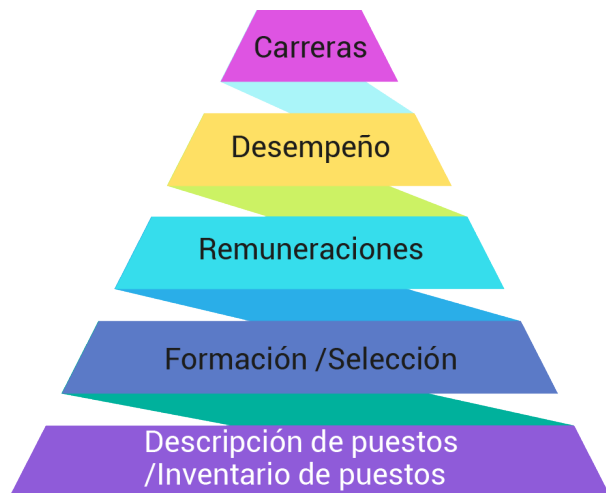 Carreras
Desempeño
Remuneraciones
Formación /Selección
Descripción de puestos
/Inventario de puestos